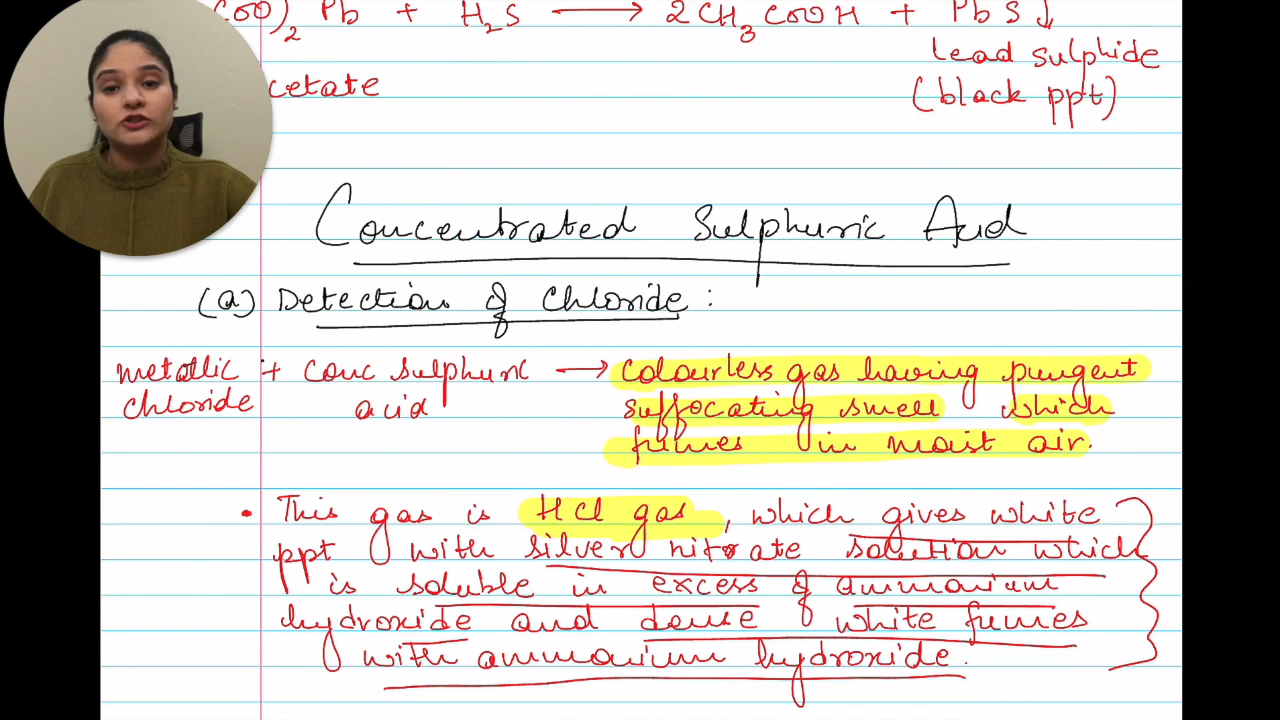 COO)2 Pb + H2S ⟶ 2CH3COOH + PbS↓
Lead sulphide
cetate
(black ppt)
Concentrated Sulphuric Acid
(a) Detection of Chloride :
metallic + conc sulphuric → colourless gas having pungent
chloride acid suffocating smell which
fumes in moist air.
• This gas is HCl gas, which gives white
ppt with silver nitrate solution which
is soluble in excess of ammonium
hydroxide and dense white fumes
with ammonium hydroxide.